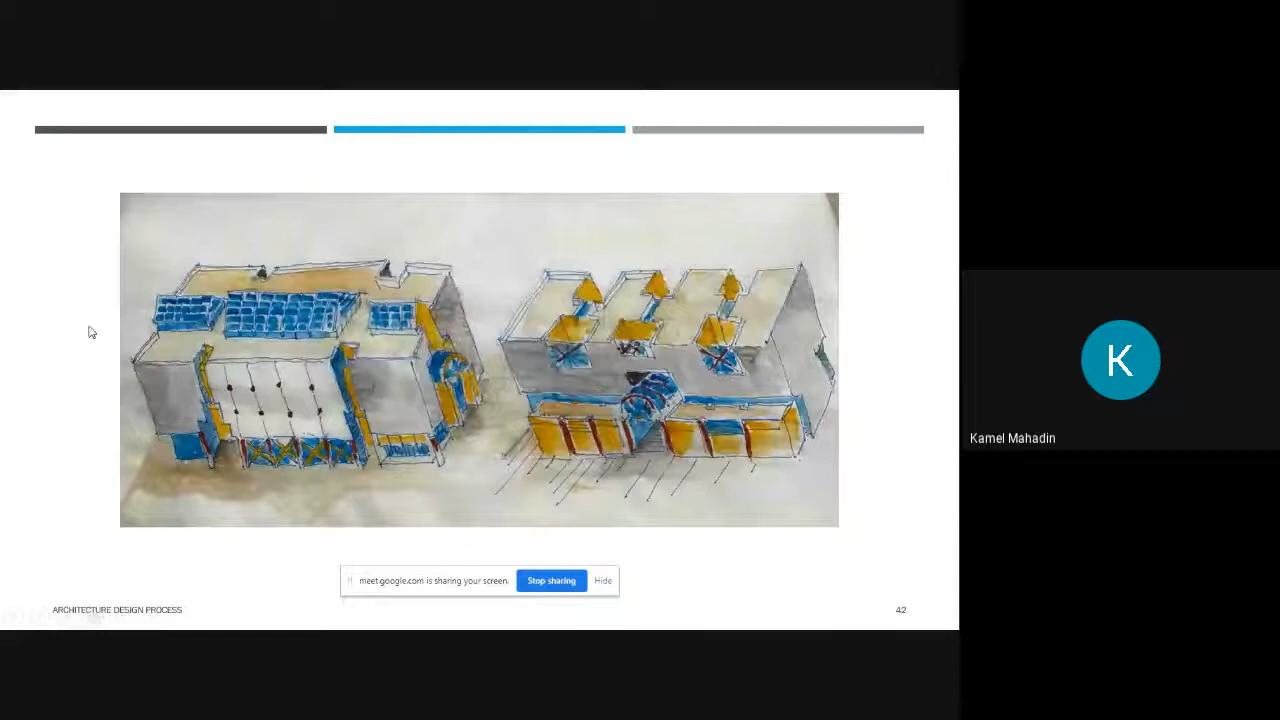 meet.google.com is sharing your screen.
Stop sharing
Hide
ARCHITECTURE DESIGN PROCESS
42
K
Kamel Mahadin